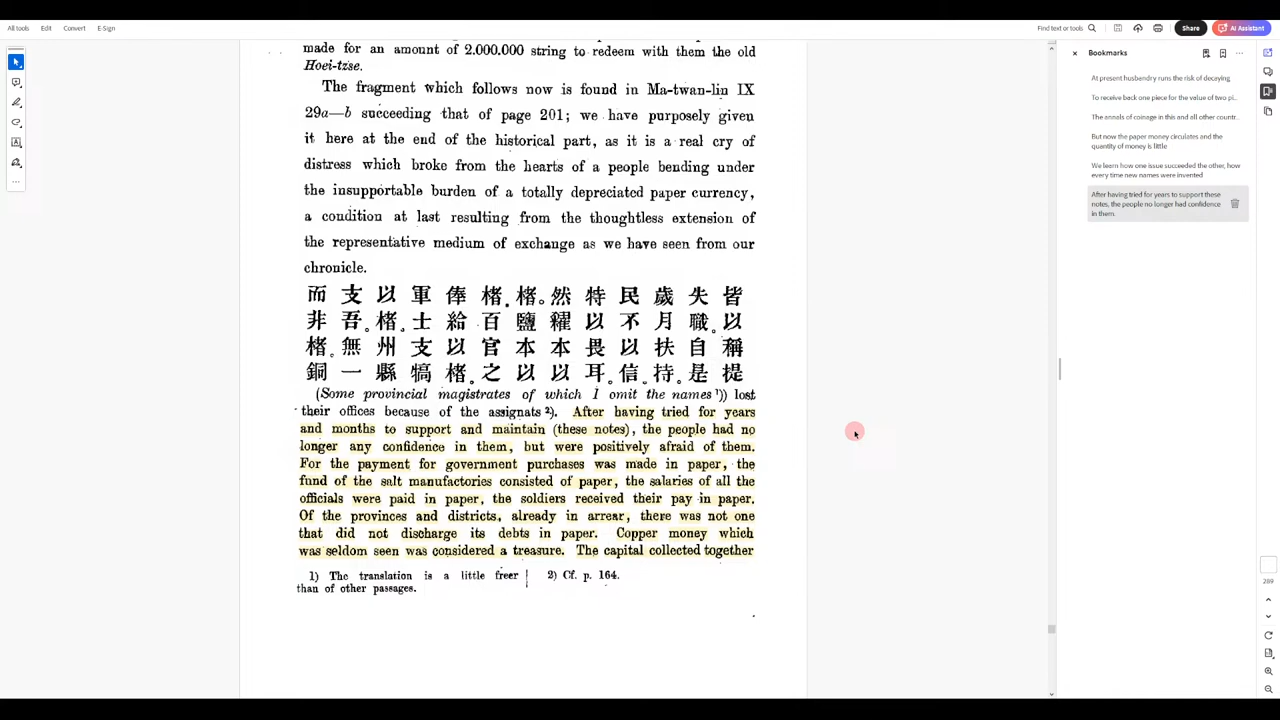 All tools Edit Convert E-Sign
Find text or tools
Share
AI Assistant
made for an amount of 2.000.000 string to redeem with them the old
Hoei-tzse.
The fragment which follows now is found in Ma-twan-lin IX
29a—b succeeding that of page 201; we have purposely given
it here at the end of the historical part, as it is a real cry of
distress which broke from the hearts of a people bending under
the insupportable burden of a totally depreciated paper currency,
a condition at last resulting from the thoughtless extension of
the representative medium of exchange as we have seen from our
chronicle.
皆以稱提
失職。自是
歲月扶持。
民不以信。
特以畏耳
然糴本以
楮。鹽本以
楮.百官之
俸給以楮。
軍士支犒
以楮。州縣
支吾。無一
而非楮。銅
(Some provincial magistrates of which I omit the names 1)) lost
their offices because of the assignats 2). After having tried for years
and months to support and maintain (these notes), the people had no
longer any confidence in them, but were positively afraid of them.
For the payment for government purchases was made in paper, the
fund of the salt manufactories consisted of paper, the salaries of all the
officials were paid in paper, the soldiers received their pay in paper.
Of the provinces and districts, already in arrear, there was not one
that did not discharge its debts in paper. Copper money which
was seldom seen was considered a treasure. The capital collected together
1) The translation is a little freer
than of other passages.
2) Cf. p. 164.
Bookmarks
At present husbandry runs the risk of decaying
To receive back one piece for the value of two pi...
The annals of coinage in this and all other countr...
But now the paper money circulates and the
quantity of money is little
We learn how one issue succeeded the other, how
every time new names were invented
After having tried for years to support these
notes, the people no longer had confidence
in them.
289